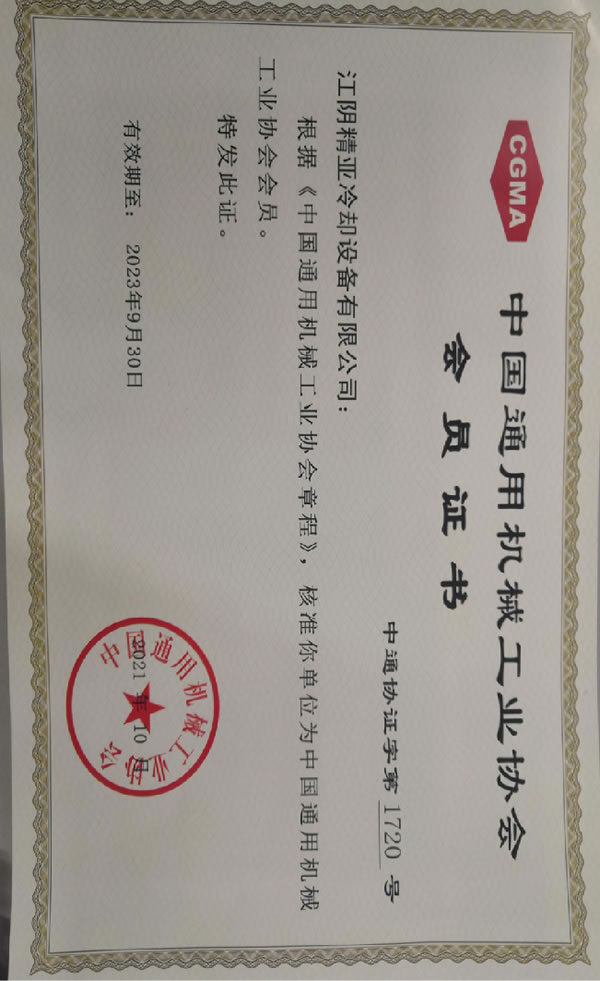 CGMA
中国通用机械工业协会
会员证书
中通协证字第1720号
江阴精亚冷却设备有限公司：
根据《中国通用机械工业协会章程》，核准你单位为中国通用机械
工业协会会员。
特发此证。
有效期至：2023年9月30日
中国通用机械工业协会
2021年10月